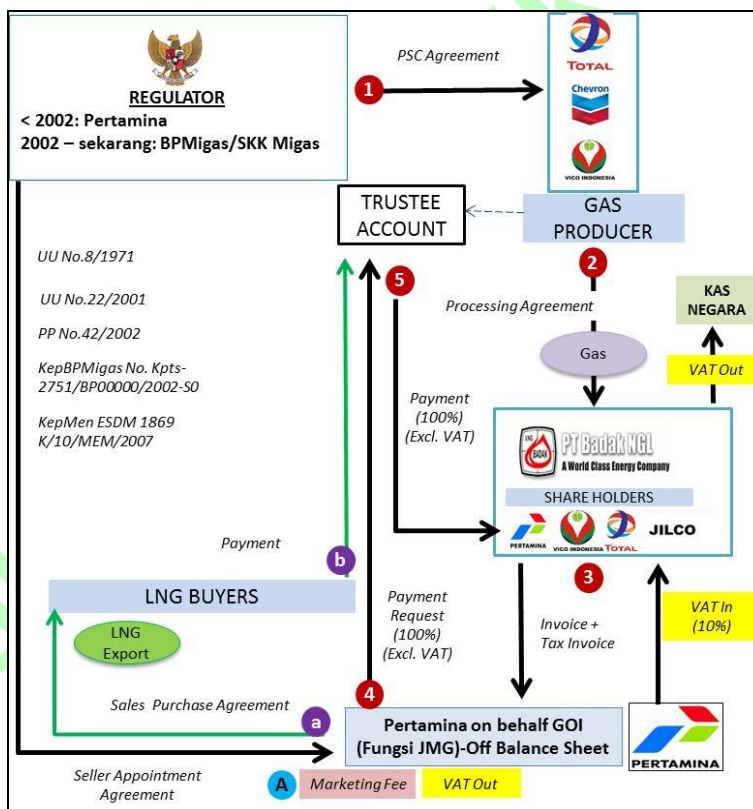 REGULATOR
< 2002: Pertamina
2002 – sekarang: BPMigas/SKK Migas
PSC Agreement
1
TOTAL
Chevron
VICO INDONESIA
TRUSTEE
ACCOUNT
GAS
PRODUCER
UU No.8/1971
UU No.22/2001
PP No.42/2002
KepBPMigas No. Kpts-
2751/BP00000/2002-S0
KepMen ESDM 1869
K/10/MEM/2007
5
2
Processing Agreement
Gas
KAS
NEGARA
VAT Out
Payment
(100%)
(Excl. VAT)
LNG
BADAK
PT Badak NGL
A World Class Energy Company
SHARE HOLDERS
PERTAMINA
VICO INDONESIA
TOTAL
JILCO
Payment
b
3
LNG BUYERS
LNG
Export
Payment
Request
(100%)
(Excl. VAT)
Invoice +
Tax Invoice
VAT In
(10%)
Sales Purchase Agreement
a
4
Pertamina on behalf GOI
(Fungsi JMG)-Off Balance Sheet
PERTAMINA
Seller Appointment
Agreement
A
Marketing Fee
VAT Out